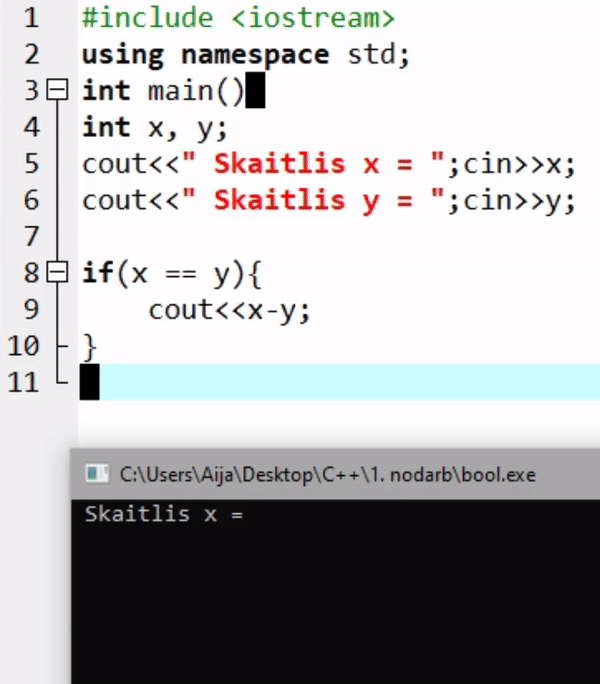 1 #include <iostream>
2 using namespace std;
3 int main()
4 int x, y;
5 cout<<" Skaitlis x = ";cin>>x;
6 cout<<" Skaitlis y = ";cin>>y;
7
8 if(x == y){
9 cout<<x-y;
10 }
11
C:\Users\Aija\Desktop\C++\1. nodarb\bool.exe
Skaitlis x =